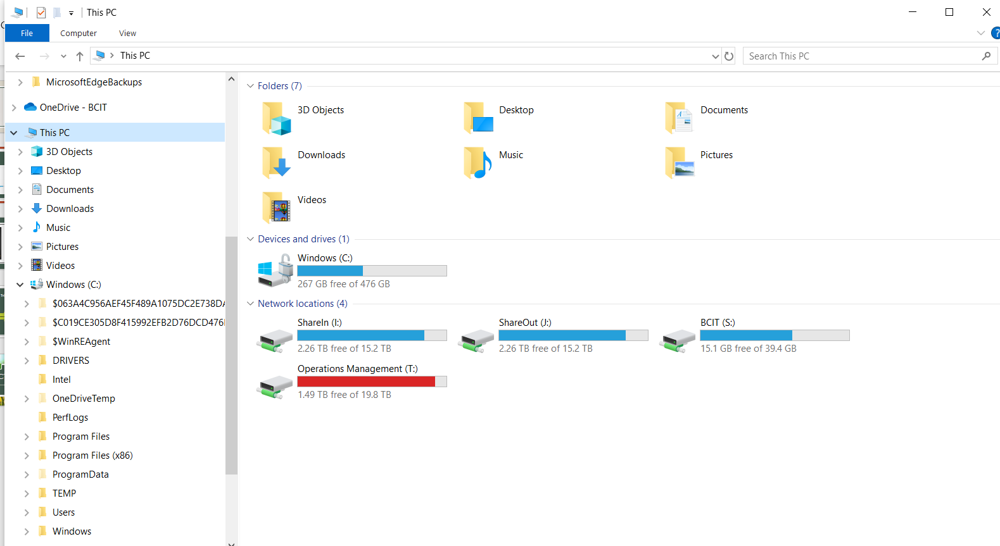 This PC
File
Computer
View
?
This PC
Search This PC
MicrosoftEdgeBackups
OneDrive - BCIT
This PC
3D Objects
Desktop
Documents
Downloads
Music
Pictures
Videos
Windows (C:)
$063A4C956AEF45F489A1075DC2E738DA
$C019CE305D8F415992EFB2D76DCD476
$WinREAgent
DRIVERS
Intel
OneDriveTemp
PerfLogs
Program Files
Program Files (x86)
ProgramData
TEMP
Users
Windows
Folders (7)
3D Objects
Desktop
Documents
Downloads
Music
Pictures
Videos
Devices and drives (1)
Windows (C:)
267 GB free of 476 GB
Network locations (4)
ShareIn (I:)
2.26 TB free of 15.2 TB
ShareOut (J:)
2.26 TB free of 15.2 TB
BCIT (S:)
15.1 GB free of 39.4 GB
Operations Management (T:)
1.49 TB free of 19.8 TB